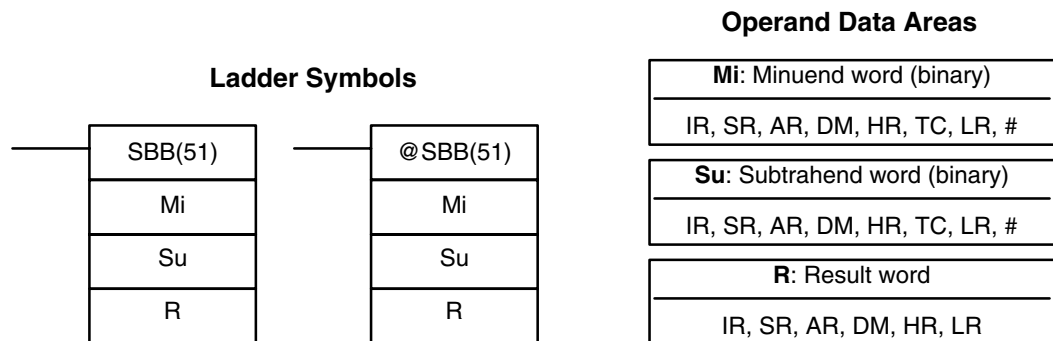 Ladder Symbols
SBB(51)
Mi
Su
R
@SBB(51)
Mi
Su
R
Operand Data Areas
Mi: Minuend word (binary)
IR, SR, AR, DM, HR, TC, LR, #
Su: Subtrahend word (binary)
IR, SR, AR, DM, HR, TC, LR, #
R: Result word
IR, SR, AR, DM, HR, LR